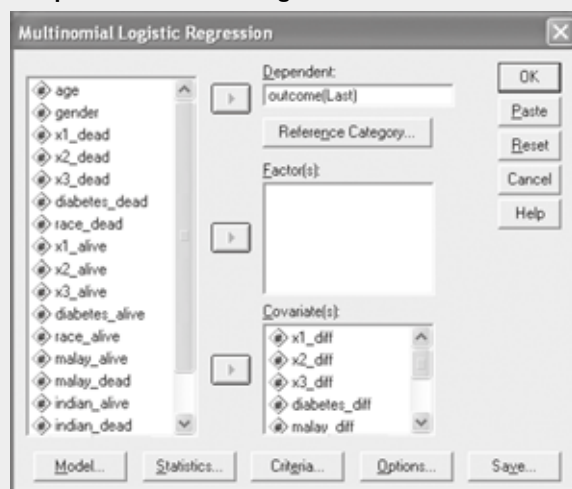 Multinomial Logistic Regression
age
gender
x1_dead
x2_dead
x3_dead
diabetes_dead
race_dead
x1_alive
x2_alive
x3_alive
diabetes_alive
race_alive
malay_alive
malay_dead
indian_alive
indian_dead
Dependent:
outcome(Last)
Reference Category...
Factor(s):
Covariate(s):
x1_diff
x2_diff
x3_diff
diabetes_diff
malay_diff
OK
Paste
Reset
Cancel
Help
Model...
Statistics...
Criteria...
Options...
Save...